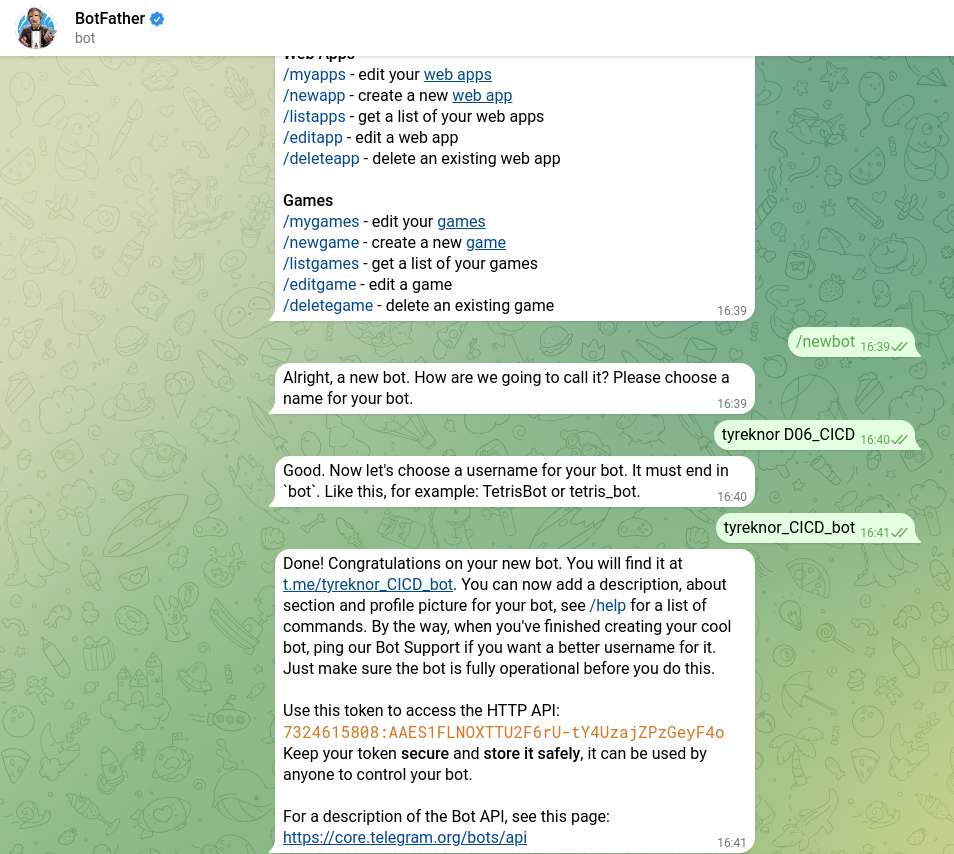 BotFather
bot
Web Apps
/myapps - edit your web apps
/newapp - create a new web app
/listapps - get a list of your web apps
/editapp - edit a web app
/deleteapp - delete an existing web app
Games
/mygames - edit your games
/newgame - create a new game
/listgames - get a list of your games
/editgame - edit a game
/deletegame - delete an existing game
16:39
/newbot 16:39
Alright, a new bot. How are we going to call it? Please choose a
name for your bot.
16:39
tyreknor D06_CICD 16:40
Good. Now let's choose a username for your bot. It must end in
`bot`. Like this, for example: TetrisBot or tetris_bot.
16:40
tyreknor_CICD_bot 16:41
Done! Congratulations on your new bot. You will find it at
t.me/tyreknor_CICD_bot. You can now add a description, about
section and profile picture for your bot, see /help for a list of
commands. By the way, when you've finished creating your cool
bot, ping our Bot Support if you want a better username for it.
Just make sure the bot is fully operational before you do this.
Use this token to access the HTTP API:
7324615808:AAES1FLNOXTTU2F6rU-tY4UzajZPzGeyF4o
Keep your token secure and store it safely, it can be used by
anyone to control your bot.
For a description of the Bot API, see this page:
https://core.telegram.org/bots/api
16:41